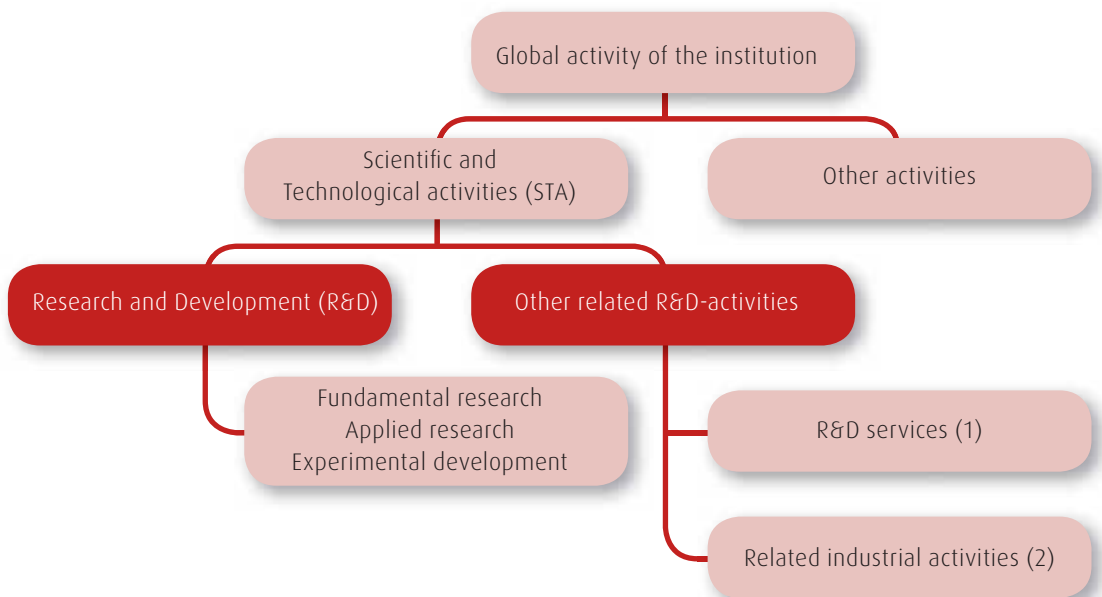 Global activity of the institution
Scientific and
Technological activities (STA)
Other activities
Research and Development (R&D)
Other related R&D-activities
Fundamental research
Applied research
Experimental development
R&D services (1)
Related industrial activities (2)